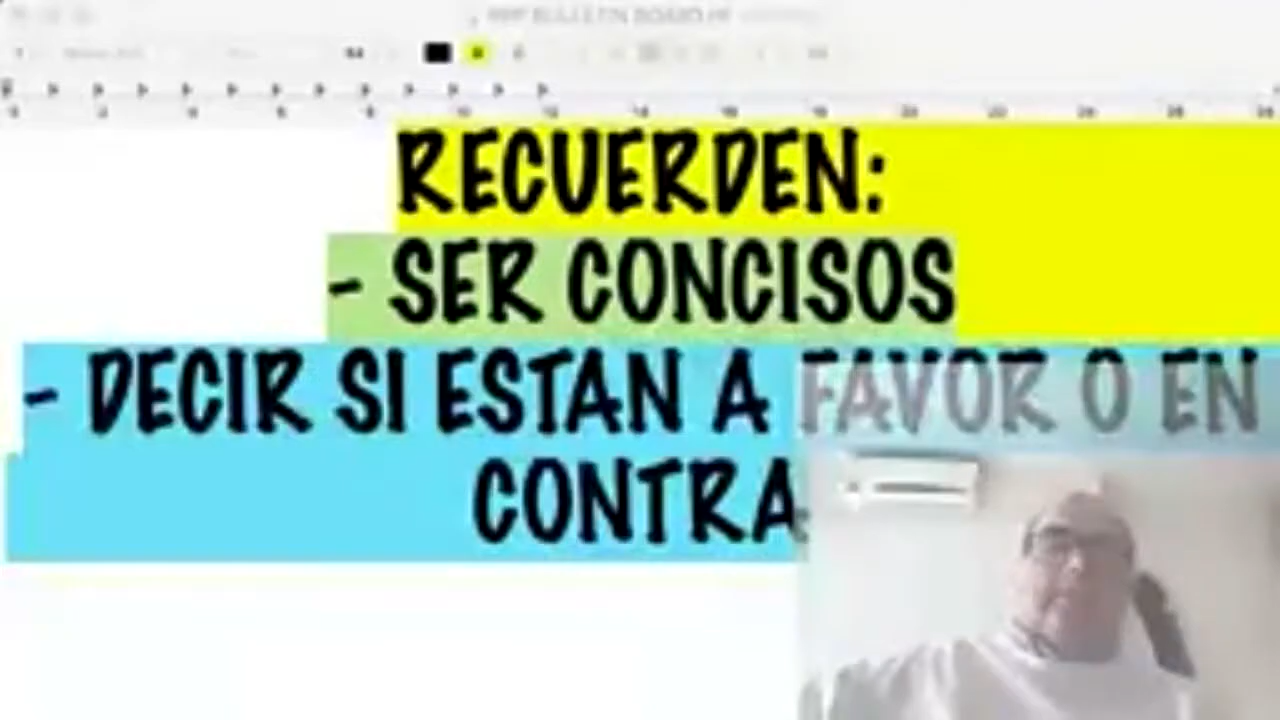 RECUERDEN:
- SER CONCISOS
- DECIR SI ESTAN A FAVOR O EN
CONTRA